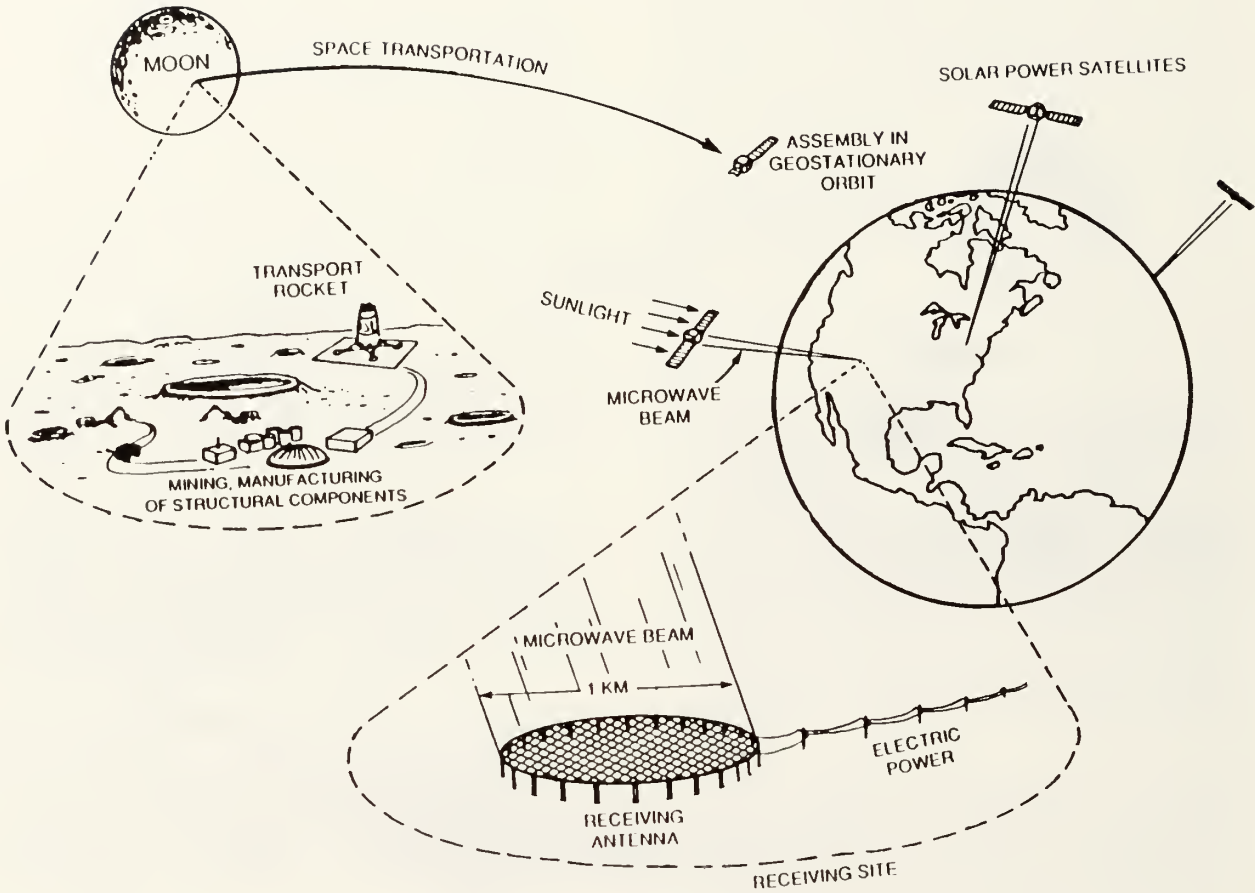 MOON
SPACE TRANSPORTATION
SOLAR POWER SATELLITES
ASSEMBLY IN
GEOSTATIONARY
ORBIT
TRANSPORT
ROCKET
SUNLIGHT
MICROWAVE
BEAM
MINING, MANUFACTURING
OF STRUCTURAL COMPONENTS
MICROWAVE BEAM
1 KM
ELECTRIC
POWER
RECEIVING
ANTENNA
RECEIVING SITE